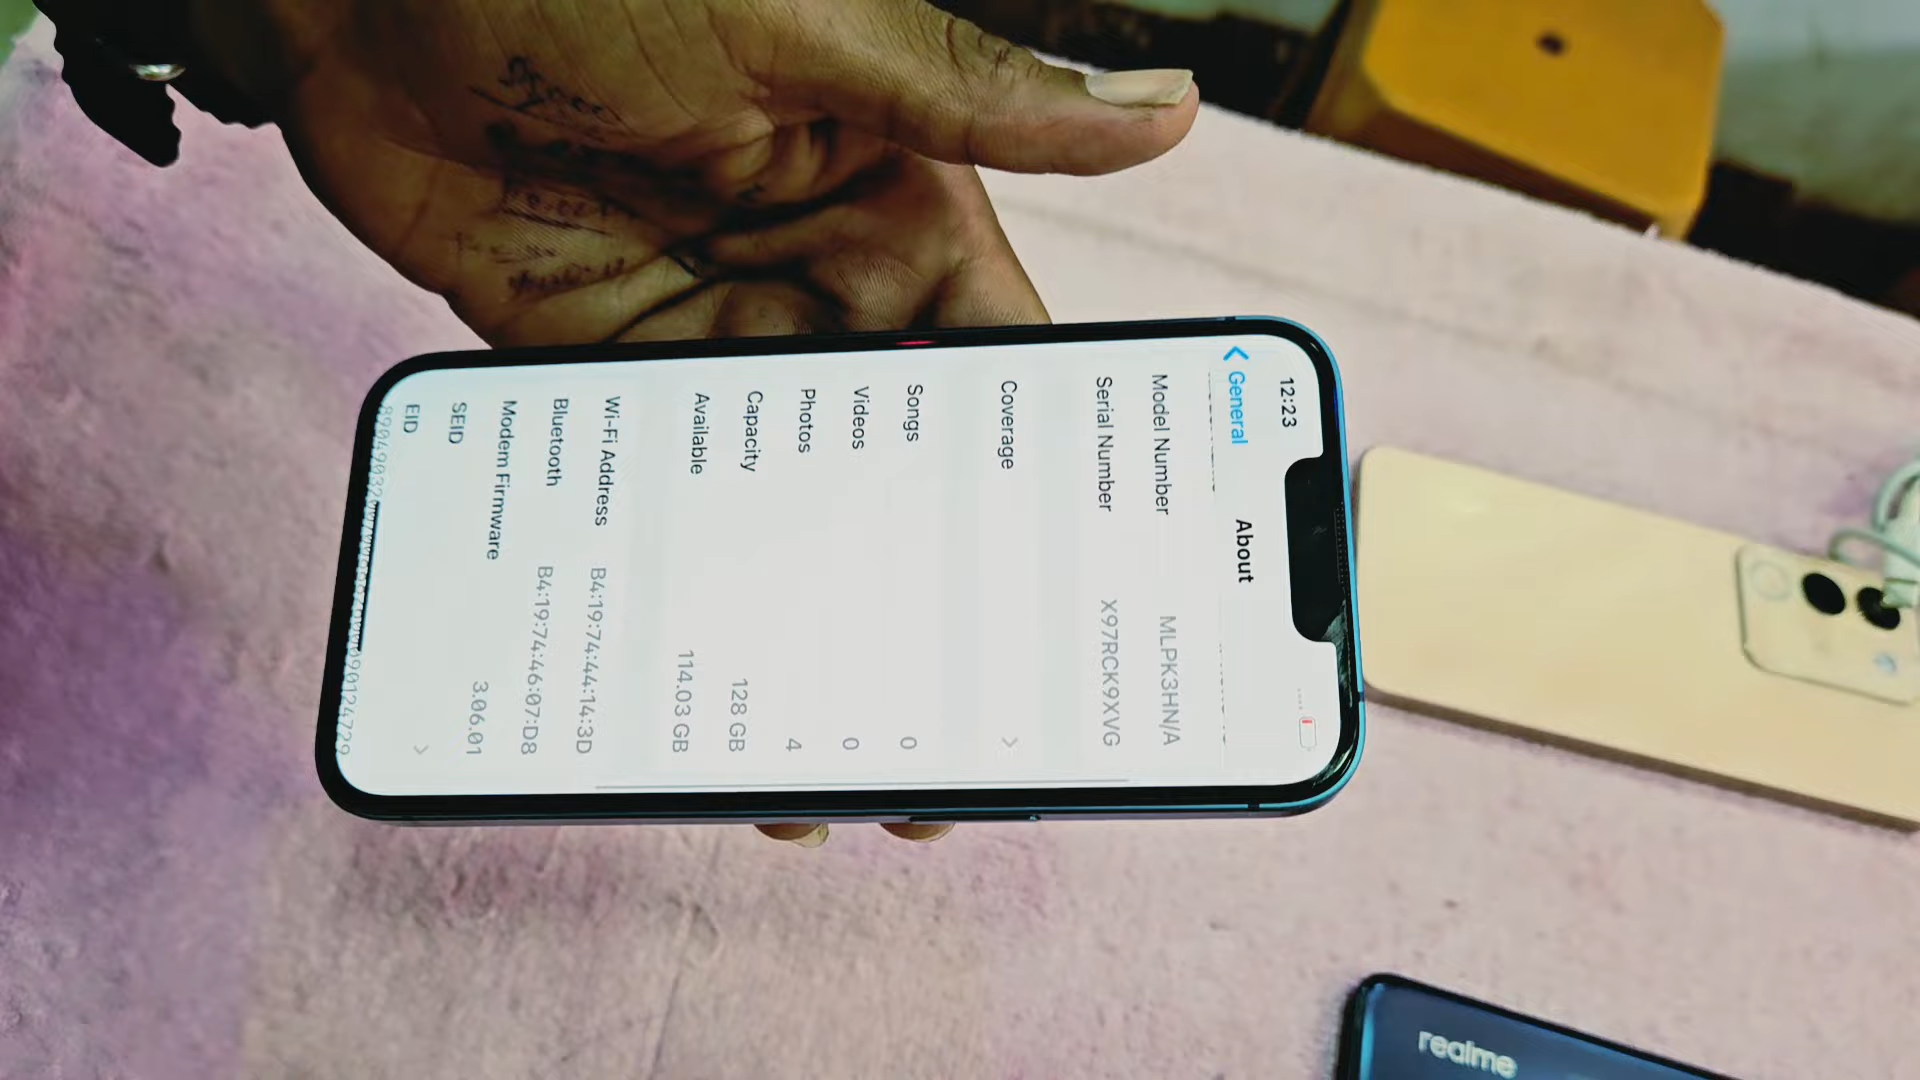 12:23
General
About
Model Number MLPK3HN/A
Serial Number X97RCK9XVG
Coverage
Songs 0
Videos 0
Photos 4
Capacity 128 GB
Available 114.03 GB
Wi-Fi Address B4:19:74:44:14:3D
Bluetooth B4:19:74:46:07:D8
Modem Firmware 3.06.01
SEID
EID
realme